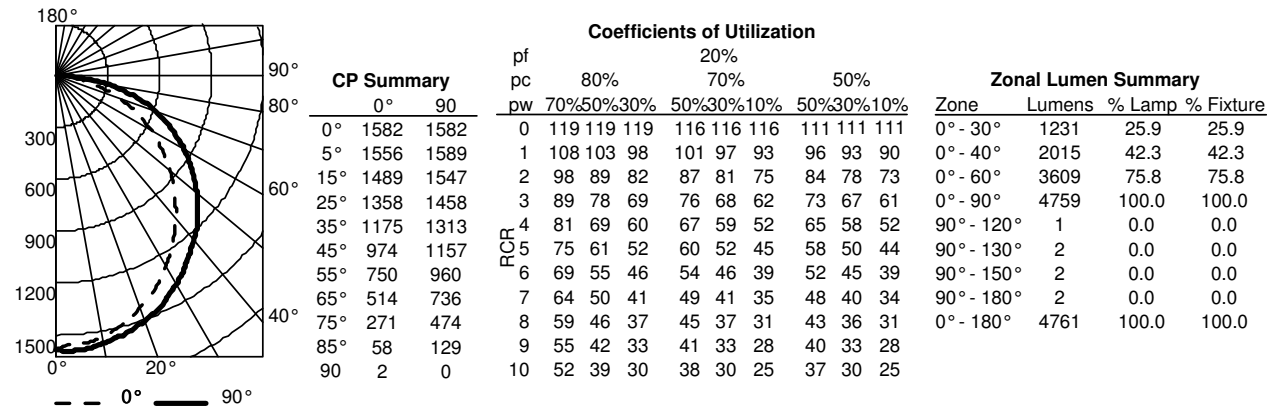 180°
90°
80°
60°
40°
300
600
900
1200
1500
0° 20°
0° 90°
CP Summary
0° 90
0° 1582 1582
5° 1556 1589
15° 1489 1547
25° 1358 1458
35° 1175 1313
45° 974 1157
55° 750 960
65° 514 736
75° 271 474
85° 58 129
90 2 0
Coefficients of Utilization
pf 20%
pc 80% 70% 50%
pw 70%50%30% 50%30%10% 50%30%10%
RCR
0 119 119 119 116 116 116 111 111 111
1 108 103 98 101 97 93 96 93 90
2 98 89 82 87 81 75 84 78 73
3 89 78 69 76 68 62 73 67 61
4 81 69 60 67 59 52 65 58 52
5 75 61 52 60 52 45 58 50 44
6 69 55 46 54 46 39 52 45 39
7 64 50 41 49 41 35 48 40 34
8 59 46 37 45 37 31 43 36 31
9 55 42 33 41 33 28 40 33 28
10 52 39 30 38 30 25 37 30 25
Zonal Lumen Summary
Zone Lumens % Lamp % Fixture
0° - 30° 1231 25.9 25.9
0° - 40° 2015 42.3 42.3
0° - 60° 3609 75.8 75.8
0° - 90° 4759 100.0 100.0
90° - 120° 1 0.0 0.0
90° - 130° 2 0.0 0.0
90° - 150° 2 0.0 0.0
90° - 180° 2 0.0 0.0
0° - 180° 4761 100.0 100.0